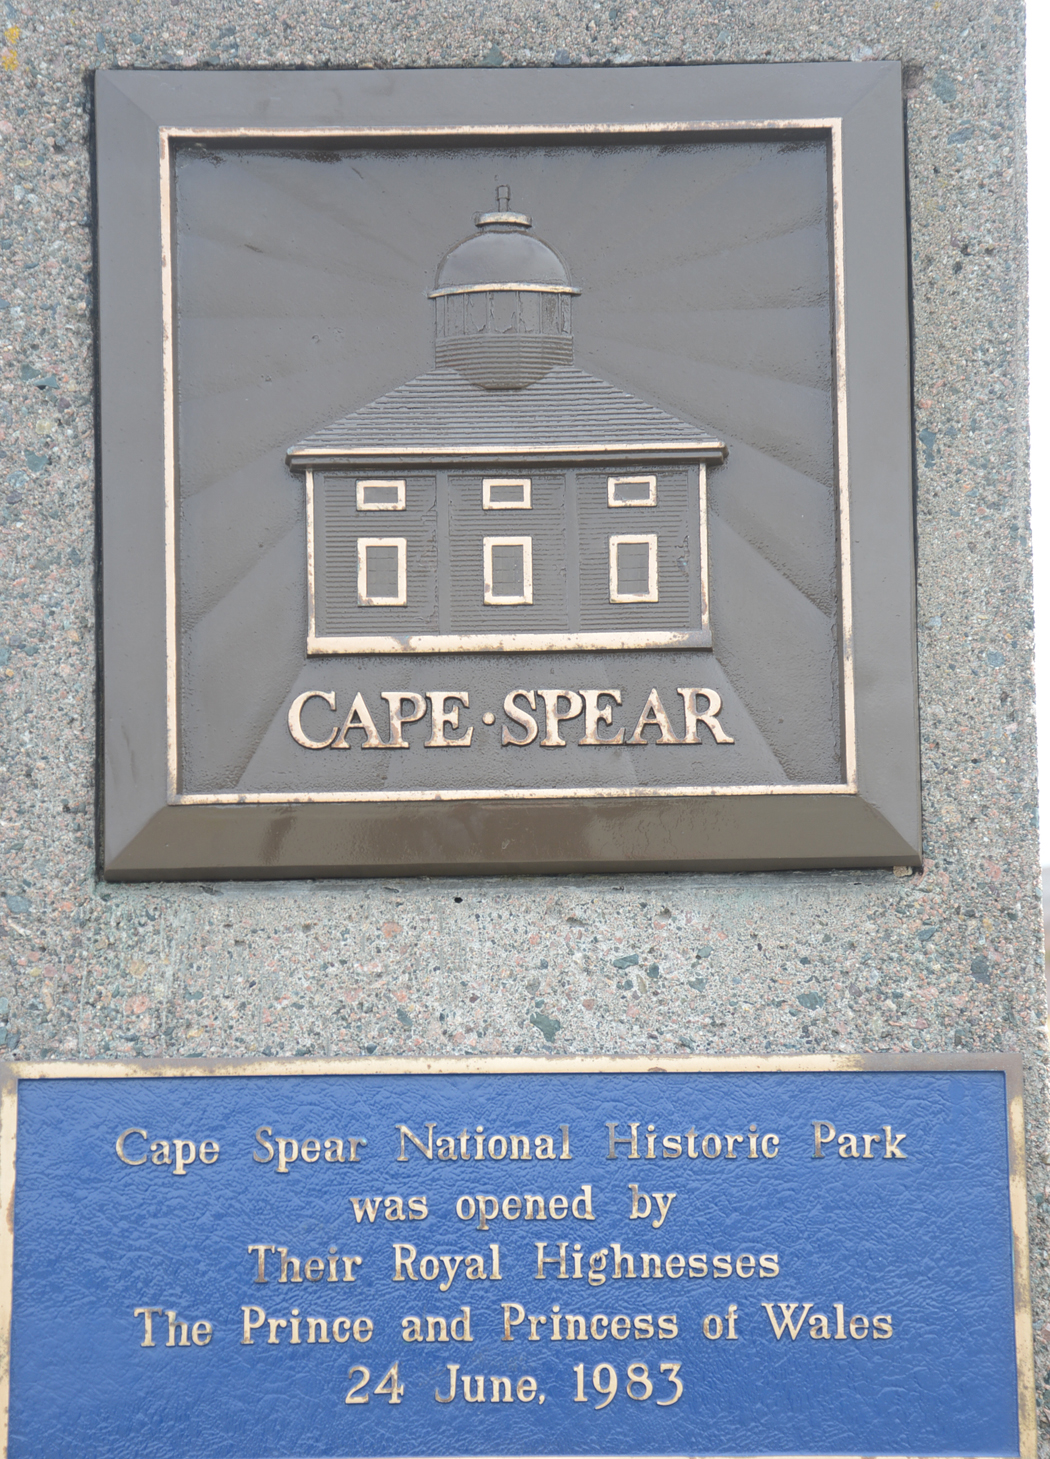 CAPE·SPEAR
Cape Spear National Historic Park
was opened by
Their Royal Highnesses
The Prince and Princess of Wales
24 June, 1983